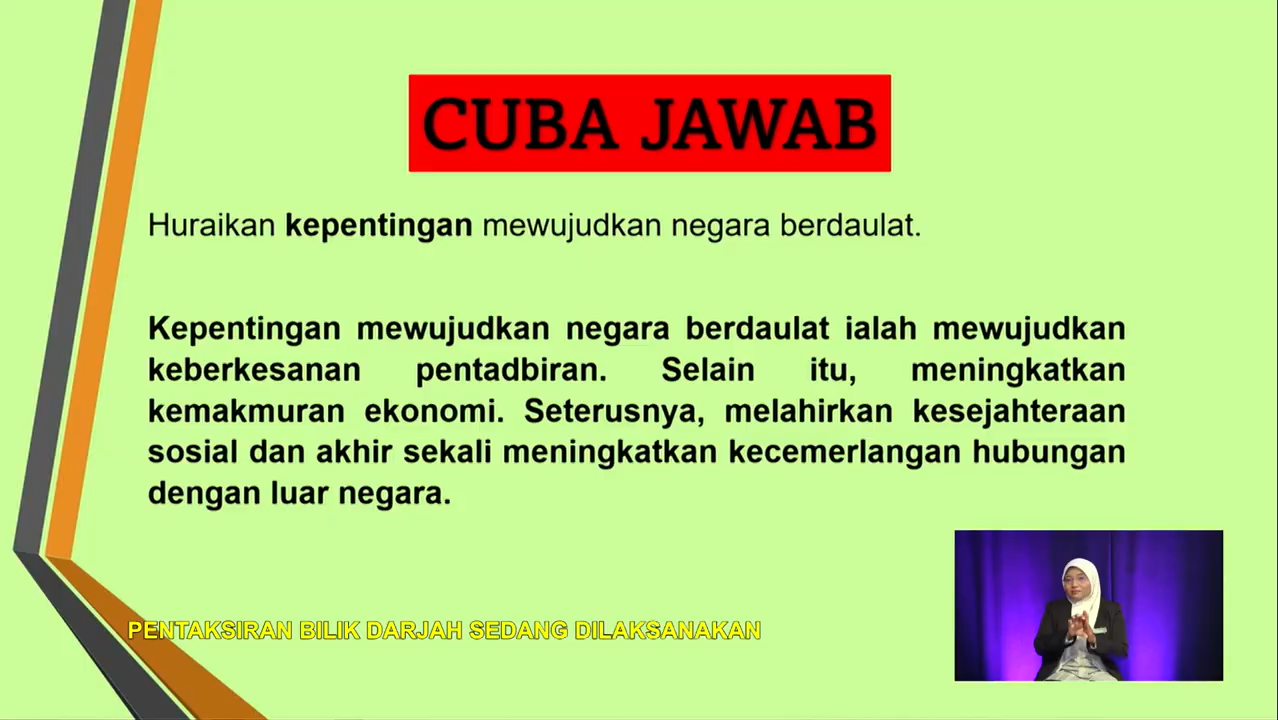 CUBA JAWAB
Huraikan kepentingan mewujudkan negara berdaulat.
Kepentingan mewujudkan negara berdaulat ialah mewujudkan
keberkesanan pentadbiran. Selain itu, meningkatkan
kemakmuran ekonomi. Seterusnya, melahirkan kesejahteraan
sosial dan akhir sekali meningkatkan kecemerlangan hubungan
dengan luar negara.
PENTAKSIRAN BILIK DARJAH SEDANG DILAKSANAKAN